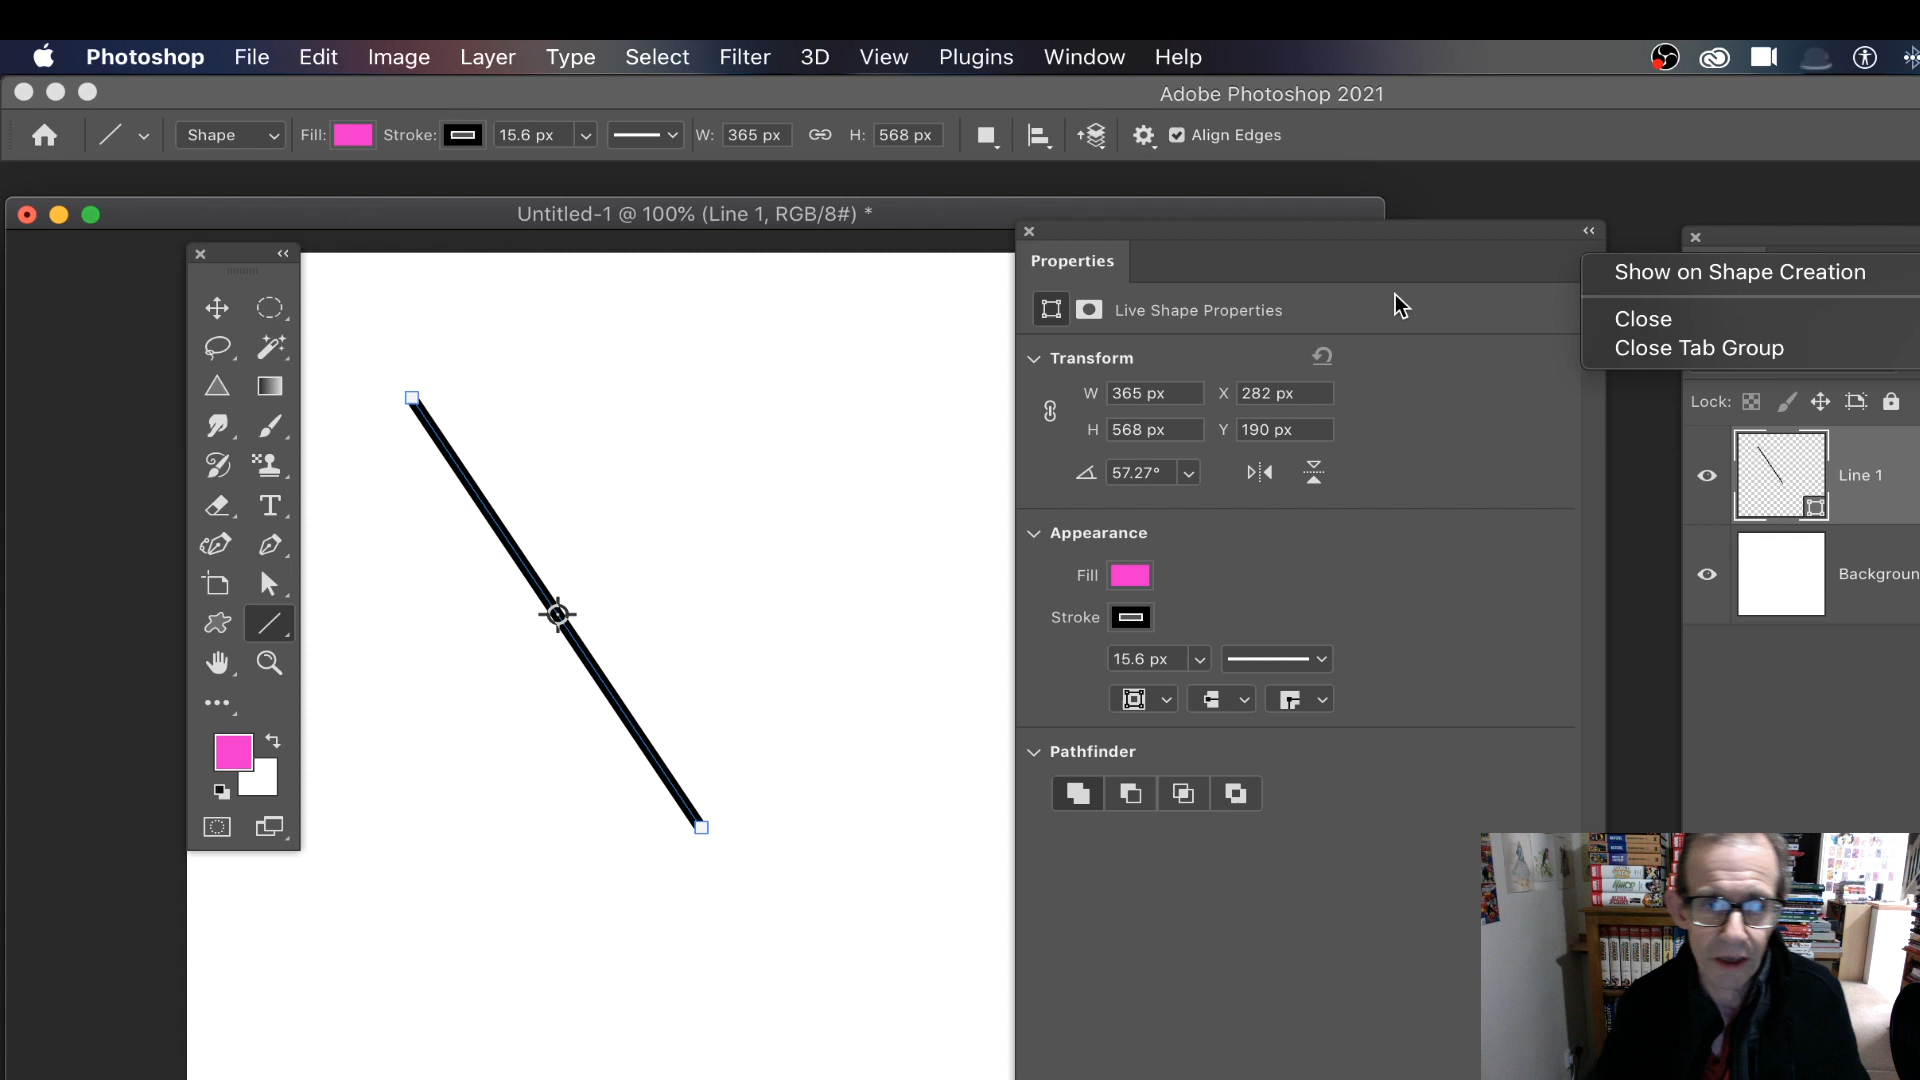 Photoshop File Edit Image Layer Type Select Filter 3D View Plugins Window Help
Adobe Photoshop 2021
Shape Fill: Stroke: 15.6 px W: 365 px H: 568 px Align Edges
Untitled-1 @ 100% (Line 1, RGB/8#) *
Properties
Live Shape Properties
Transform
W 365 px X 282 px
H 568 px Y 190 px
57.27°
Appearance
Fill
Stroke
15.6 px
Pathfinder
Show on Shape Creation
Close
Close Tab Group
Lock:
Line 1
Backgroun